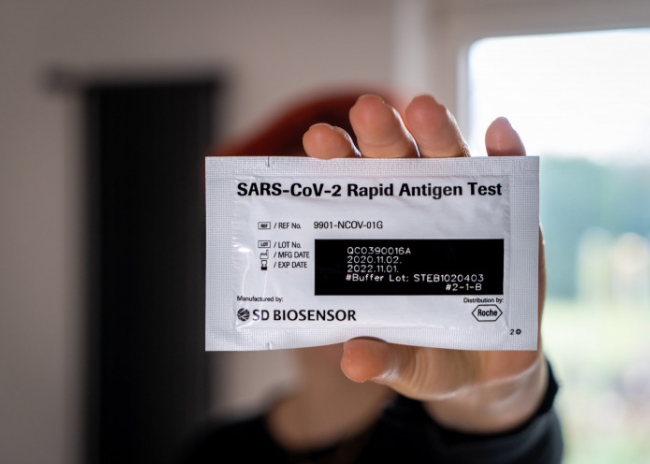 SARS-CoV-2 Rapid Antigen Test
REF / REF No. 9901-NCOV-01G
LOT / LOT No.
/ MFG DATE
/ EXP DATE
QC0390016A
2020.11.02.
2022.11.01.
#Buffer Lot: STEB1020403
#2-1-B
Manufactured by:
SD BIOSENSOR
Distribution by:
Roche
2